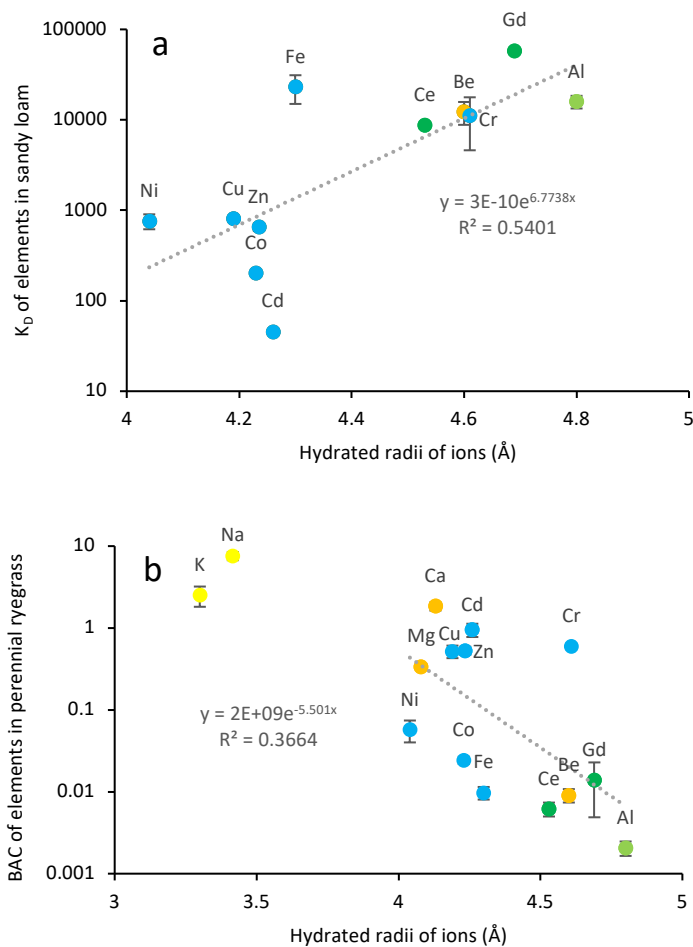 a
K_D of elements in sandy loam
100000
10000
1000
100
10
Gd
Fe
Be
Al
Ce
Cr
Ni
Cu
Zn
Co
Cd
y = 3E-10e^6.7738x
R² = 0.5401
4 4.2 4.4 4.6 4.8 5
Hydrated radii of ions (Å)
b
BAC of elements in perennial ryegrass
10
1
0.1
0.01
0.001
Na
K
Ca
Cd
Cr
Mg
Cu
Zn
Ni
Co
Fe
Gd
Be
Ce
Al
y = 2E+09e^-5.501x
R² = 0.3664
3 3.5 4 4.5 5
Hydrated radii of ions (Å)